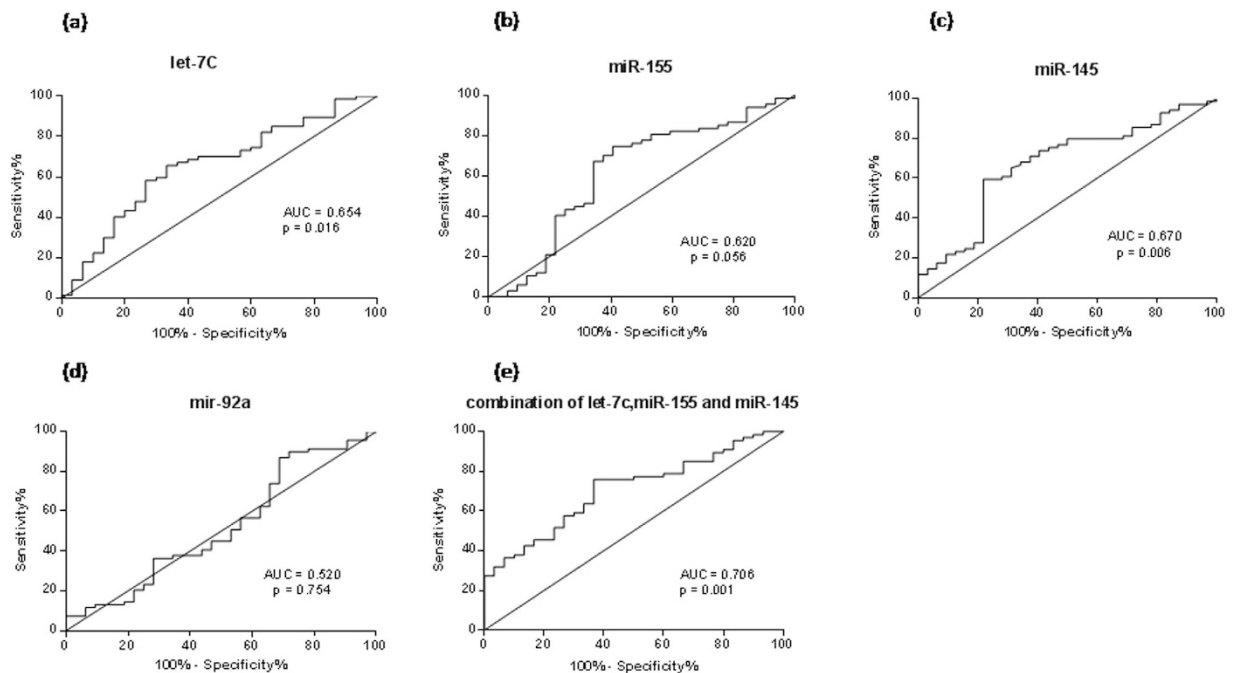 (a)
let-7C
100
80
60
40
20
0
Sensitivity%
AUC = 0.654
p = 0.016
0 20 40 60 80 100
100% - Specificity%
(b)
miR-155
100
80
60
40
20
0
Sensitivity%
AUC = 0.620
p = 0.056
0 20 40 60 80 100
100% - Specificity%
(c)
miR-145
100
80
60
40
20
0
Sensitivity%
AUC = 0.670
p = 0.006
0 20 40 60 80 100
100% - Specificity%
(d)
mir-92a
100
80
60
40
20
0
Sensitivity%
AUC = 0.520
p = 0.754
0 20 40 60 80 100
100% - Specificity%
(e)
combination of let-7c,miR-155 and miR-145
100
80
60
40
20
0
Sensitivity%
AUC = 0.706
p = 0.001
0 20 40 60 80 100
100% - Specificity%